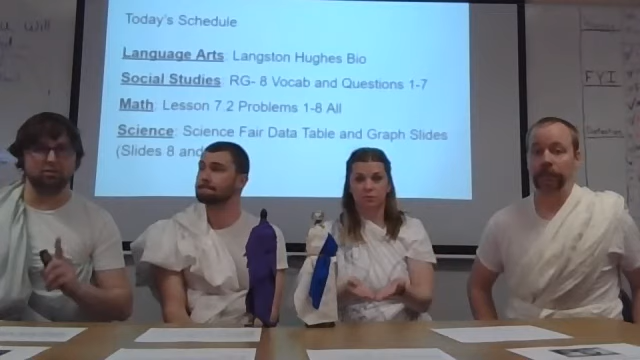 Today's Schedule
Language Arts: Langston Hughes Bio
Social Studies: RG- 8 Vocab and Questions 1-7
Math: Lesson 7.2 Problems 1-8 All
Science: Science Fair Data Table and Graph Slides
(Slides 8 and
FYI